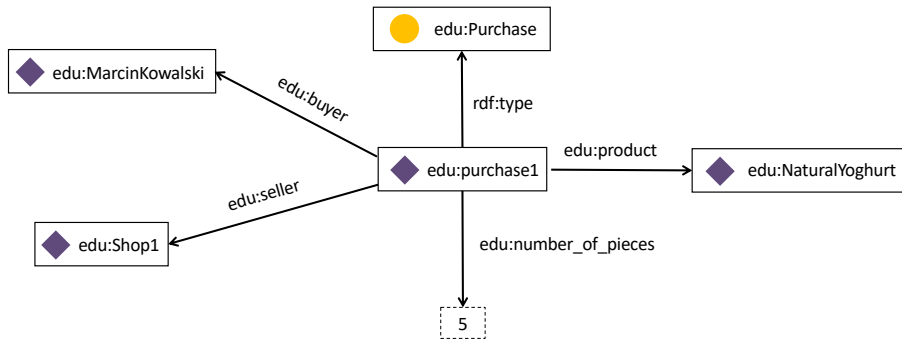 edu:Purchase
edu:MarcinKowalski
edu:buyer
rdf:type
edu:product
edu:purchase1
edu:NaturalYoghurt
edu:seller
edu:Shop1
edu:number_of_pieces
5